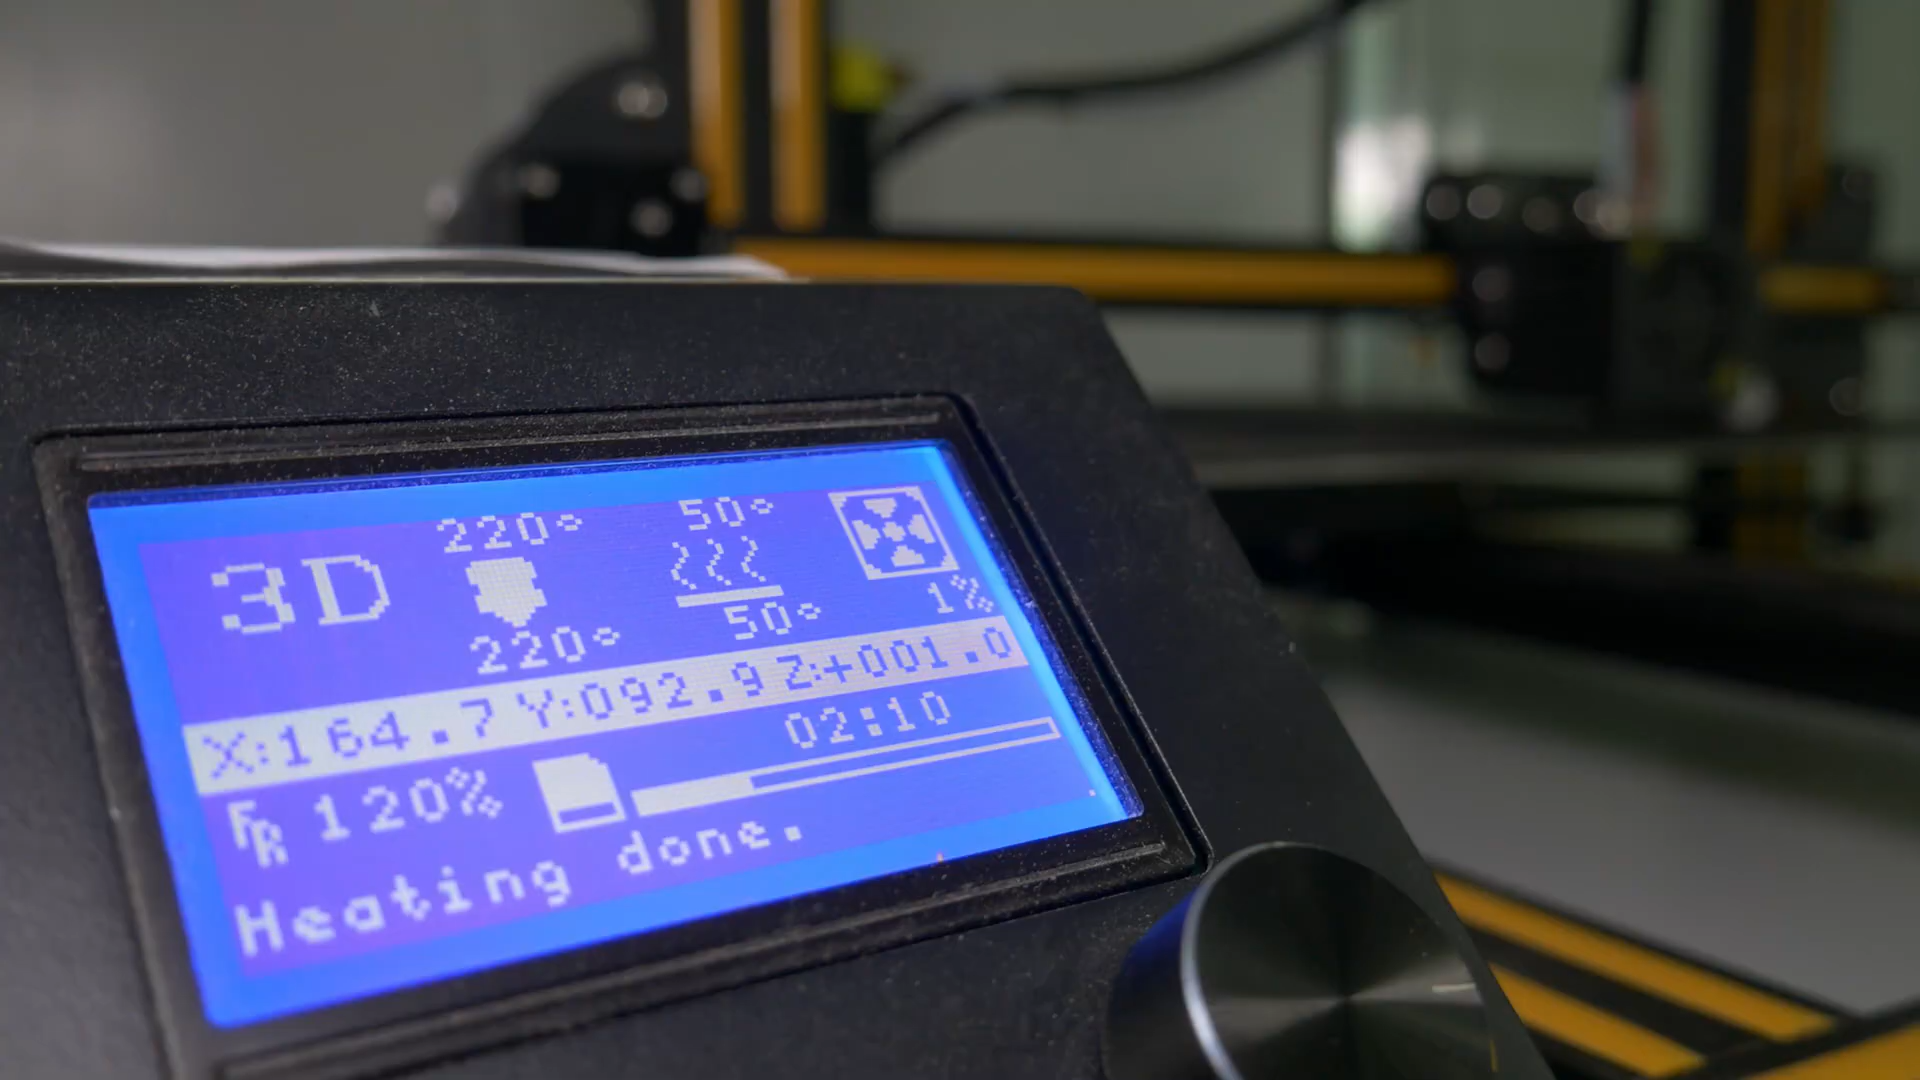 220° 50°
3D
220° 50° 1%
X:164.7 Y:092.9 Z:+001.0
02:10
FR 120%
Heating done.